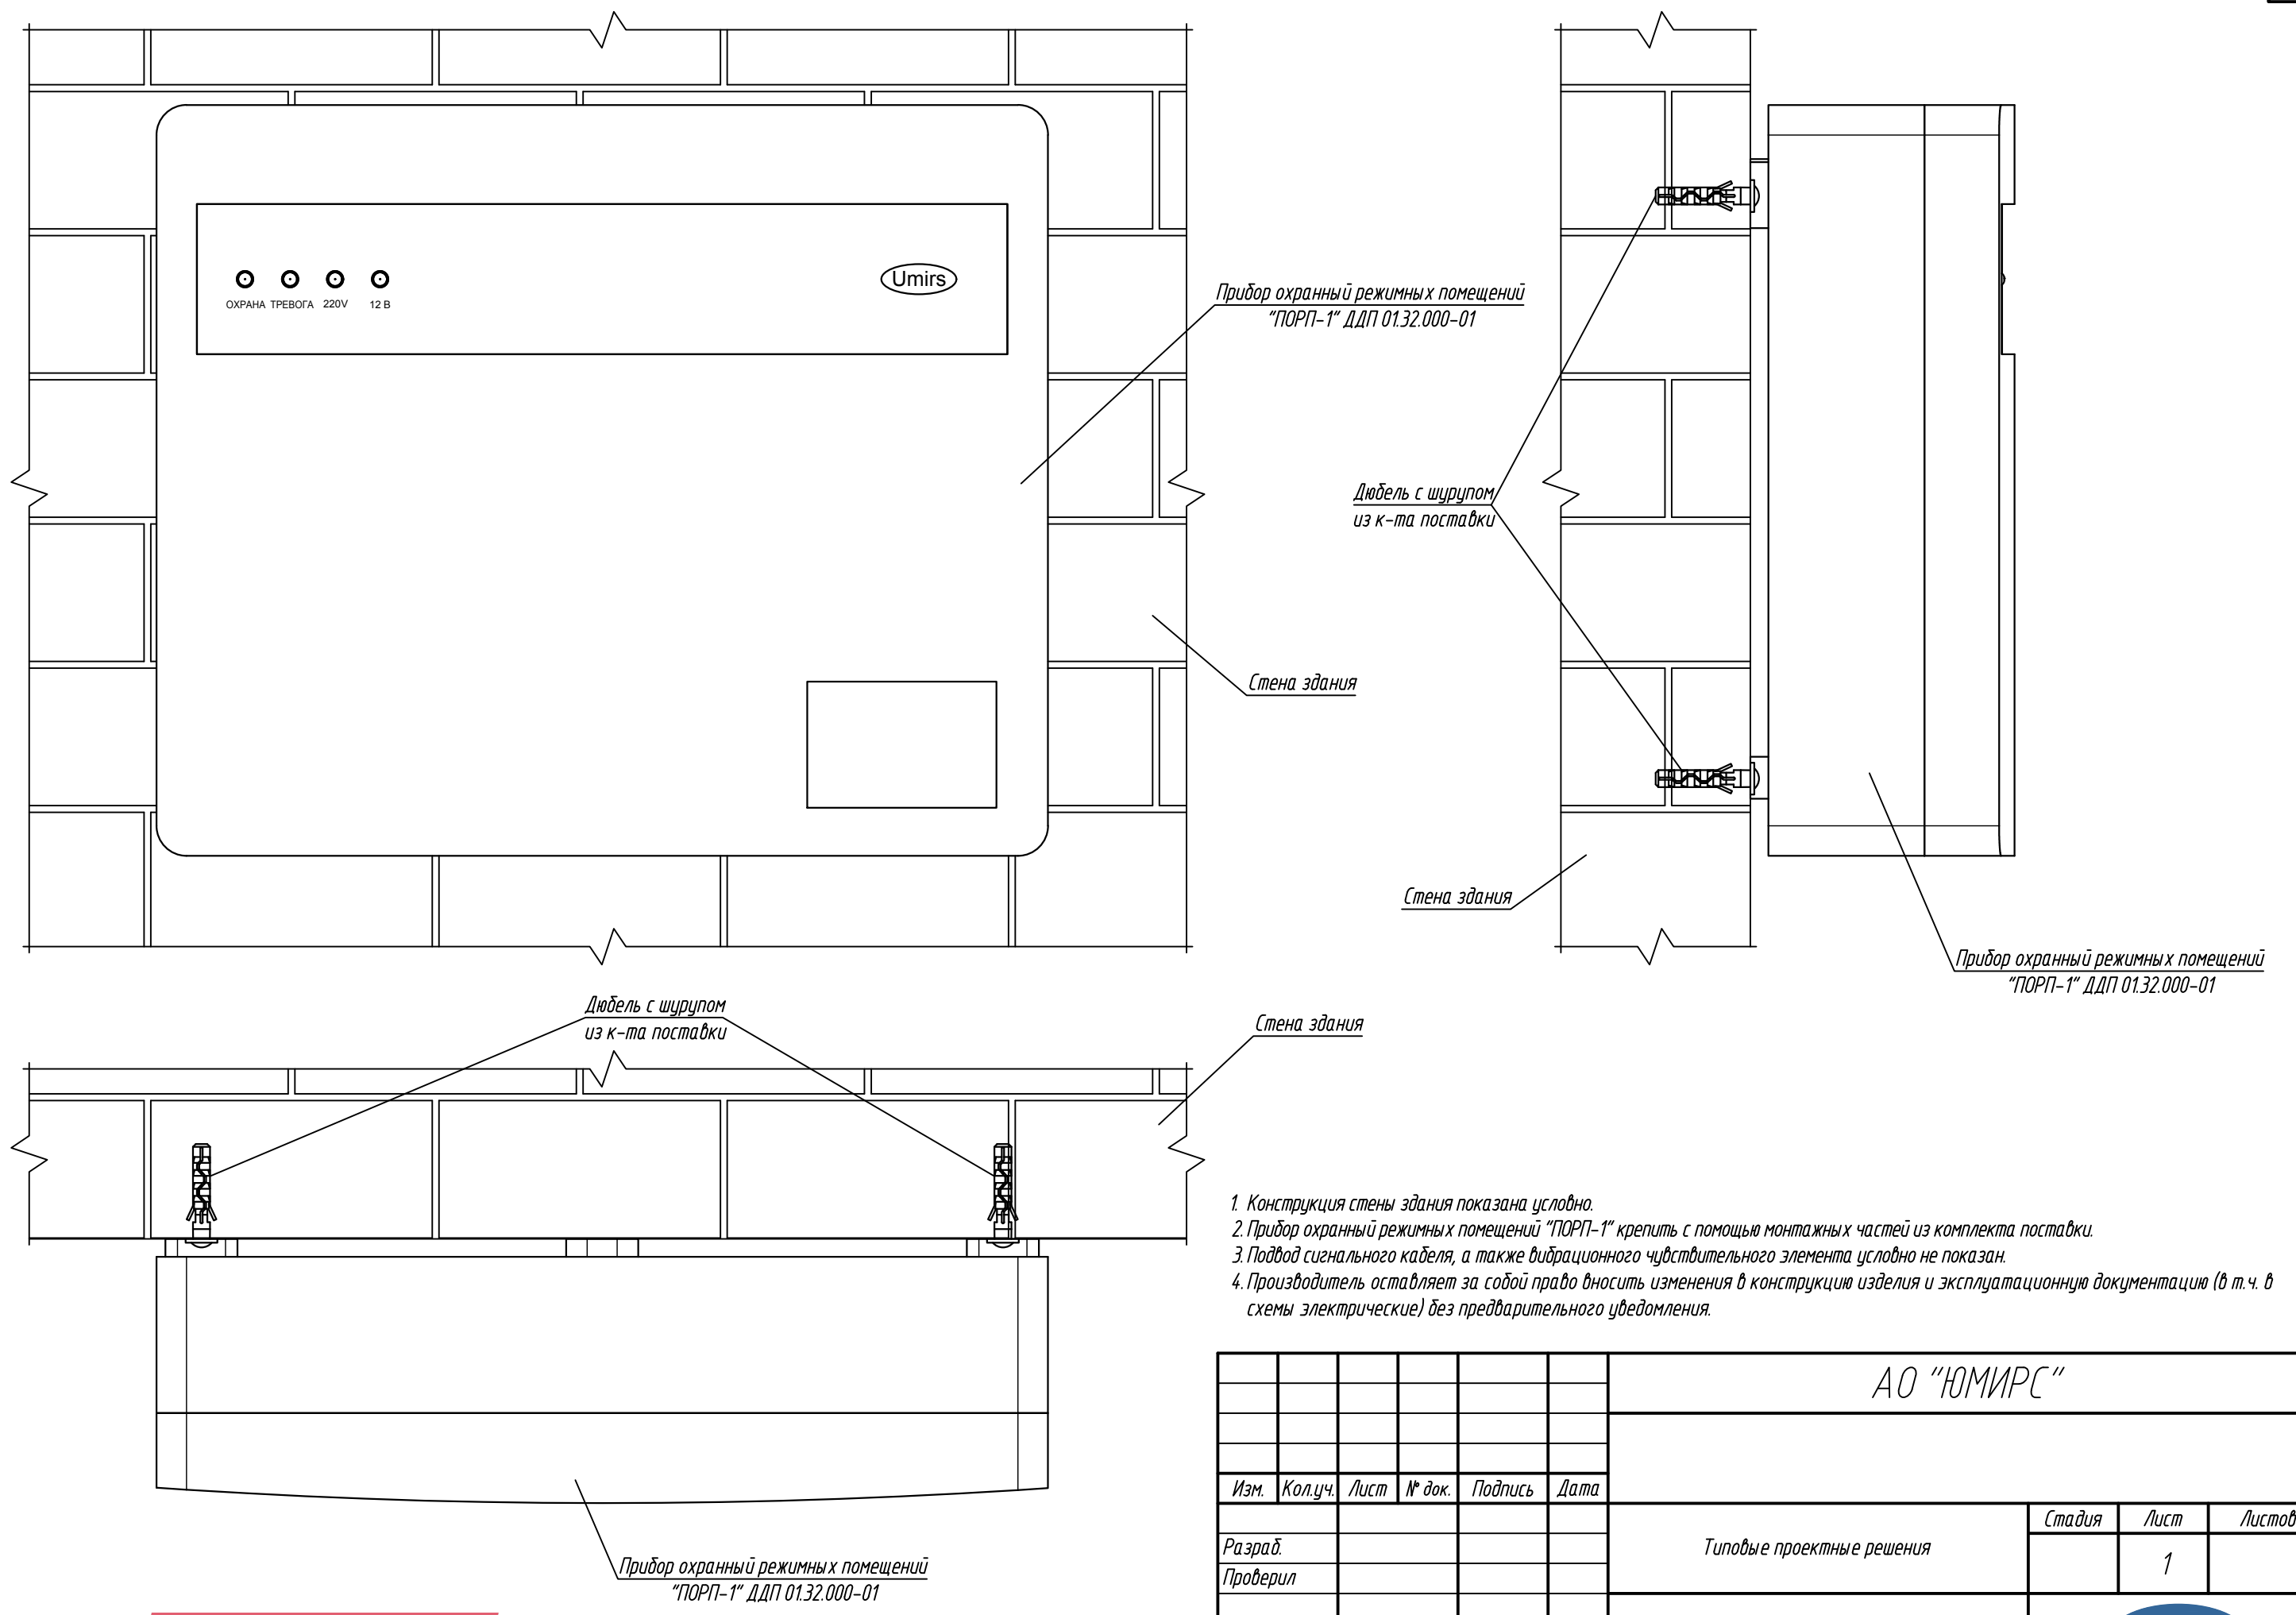 ОХРАНА ТРЕВОГА 220V 12 В
Umirs
Прибор охранный режимных помещений
"ПОРП-1" ДДП 01.32.000-01
Дюбель с шурупом
из к-та поставки
Стена здания
Стена здания
Прибор охранный режимных помещений
"ПОРП-1" ДДП 01.32.000-01
Дюбель с шурупом
из к-та поставки
Стена здания
1. Конструкция стены здания показана условно.
2. Прибор охранный режимных помещений "ПОРП-1" крепить с помощью монтажных частей из комплекта поставки.
3. Подвод сигнального кабеля, а также вибрационного чувствительного элемента условно не показан.
4. Производитель оставляет за собой право вносить изменения в конструкцию изделия и эксплуатационную документацию (в т.ч. в
схемы электрические) без предварительного уведомления.
Прибор охранный режимных помещений
"ПОРП-1" ДДП 01.32.000-01
АО "ЮМИРС"
Изм. Кол.уч. Лист № док. Подпись Дата
Разраб.
Проверил
Типовые проектные решения
Стадия Лист Листов
1